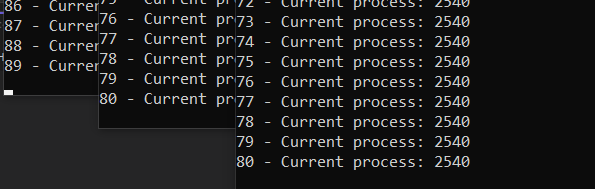 86 - Curren
87 - Curren
88 - Curren
89 - Curren
76 - Current pr
77 - Current pr
78 - Current pr
79 - Current pr
80 - Current pr
72 - Current process: 2540
73 - Current process: 2540
74 - Current process: 2540
75 - Current process: 2540
76 - Current process: 2540
77 - Current process: 2540
78 - Current process: 2540
79 - Current process: 2540
80 - Current process: 2540